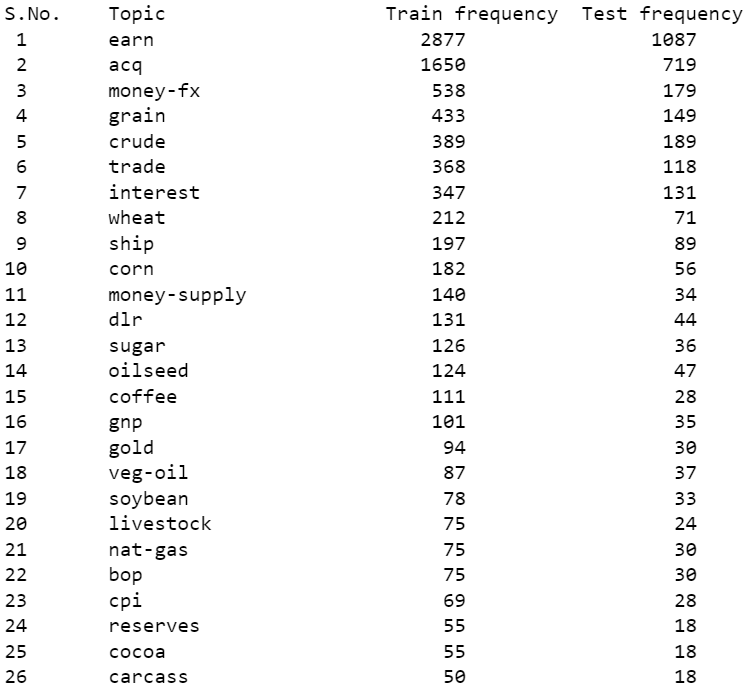 S.No. Topic Train frequency Test frequency
1 earn 2877 1087
2 acq 1650 719
3 money-fx 538 179
4 grain 433 149
5 crude 389 189
6 trade 368 118
7 interest 347 131
8 wheat 212 71
9 ship 197 89
10 corn 182 56
11 money-supply 140 34
12 dlr 131 44
13 sugar 126 36
14 oilseed 124 47
15 coffee 111 28
16 gnp 101 35
17 gold 94 30
18 veg-oil 87 37
19 soybean 78 33
20 livestock 75 24
21 nat-gas 75 30
22 bop 75 30
23 cpi 69 28
24 reserves 55 18
25 cocoa 55 18
26 carcass 50 18